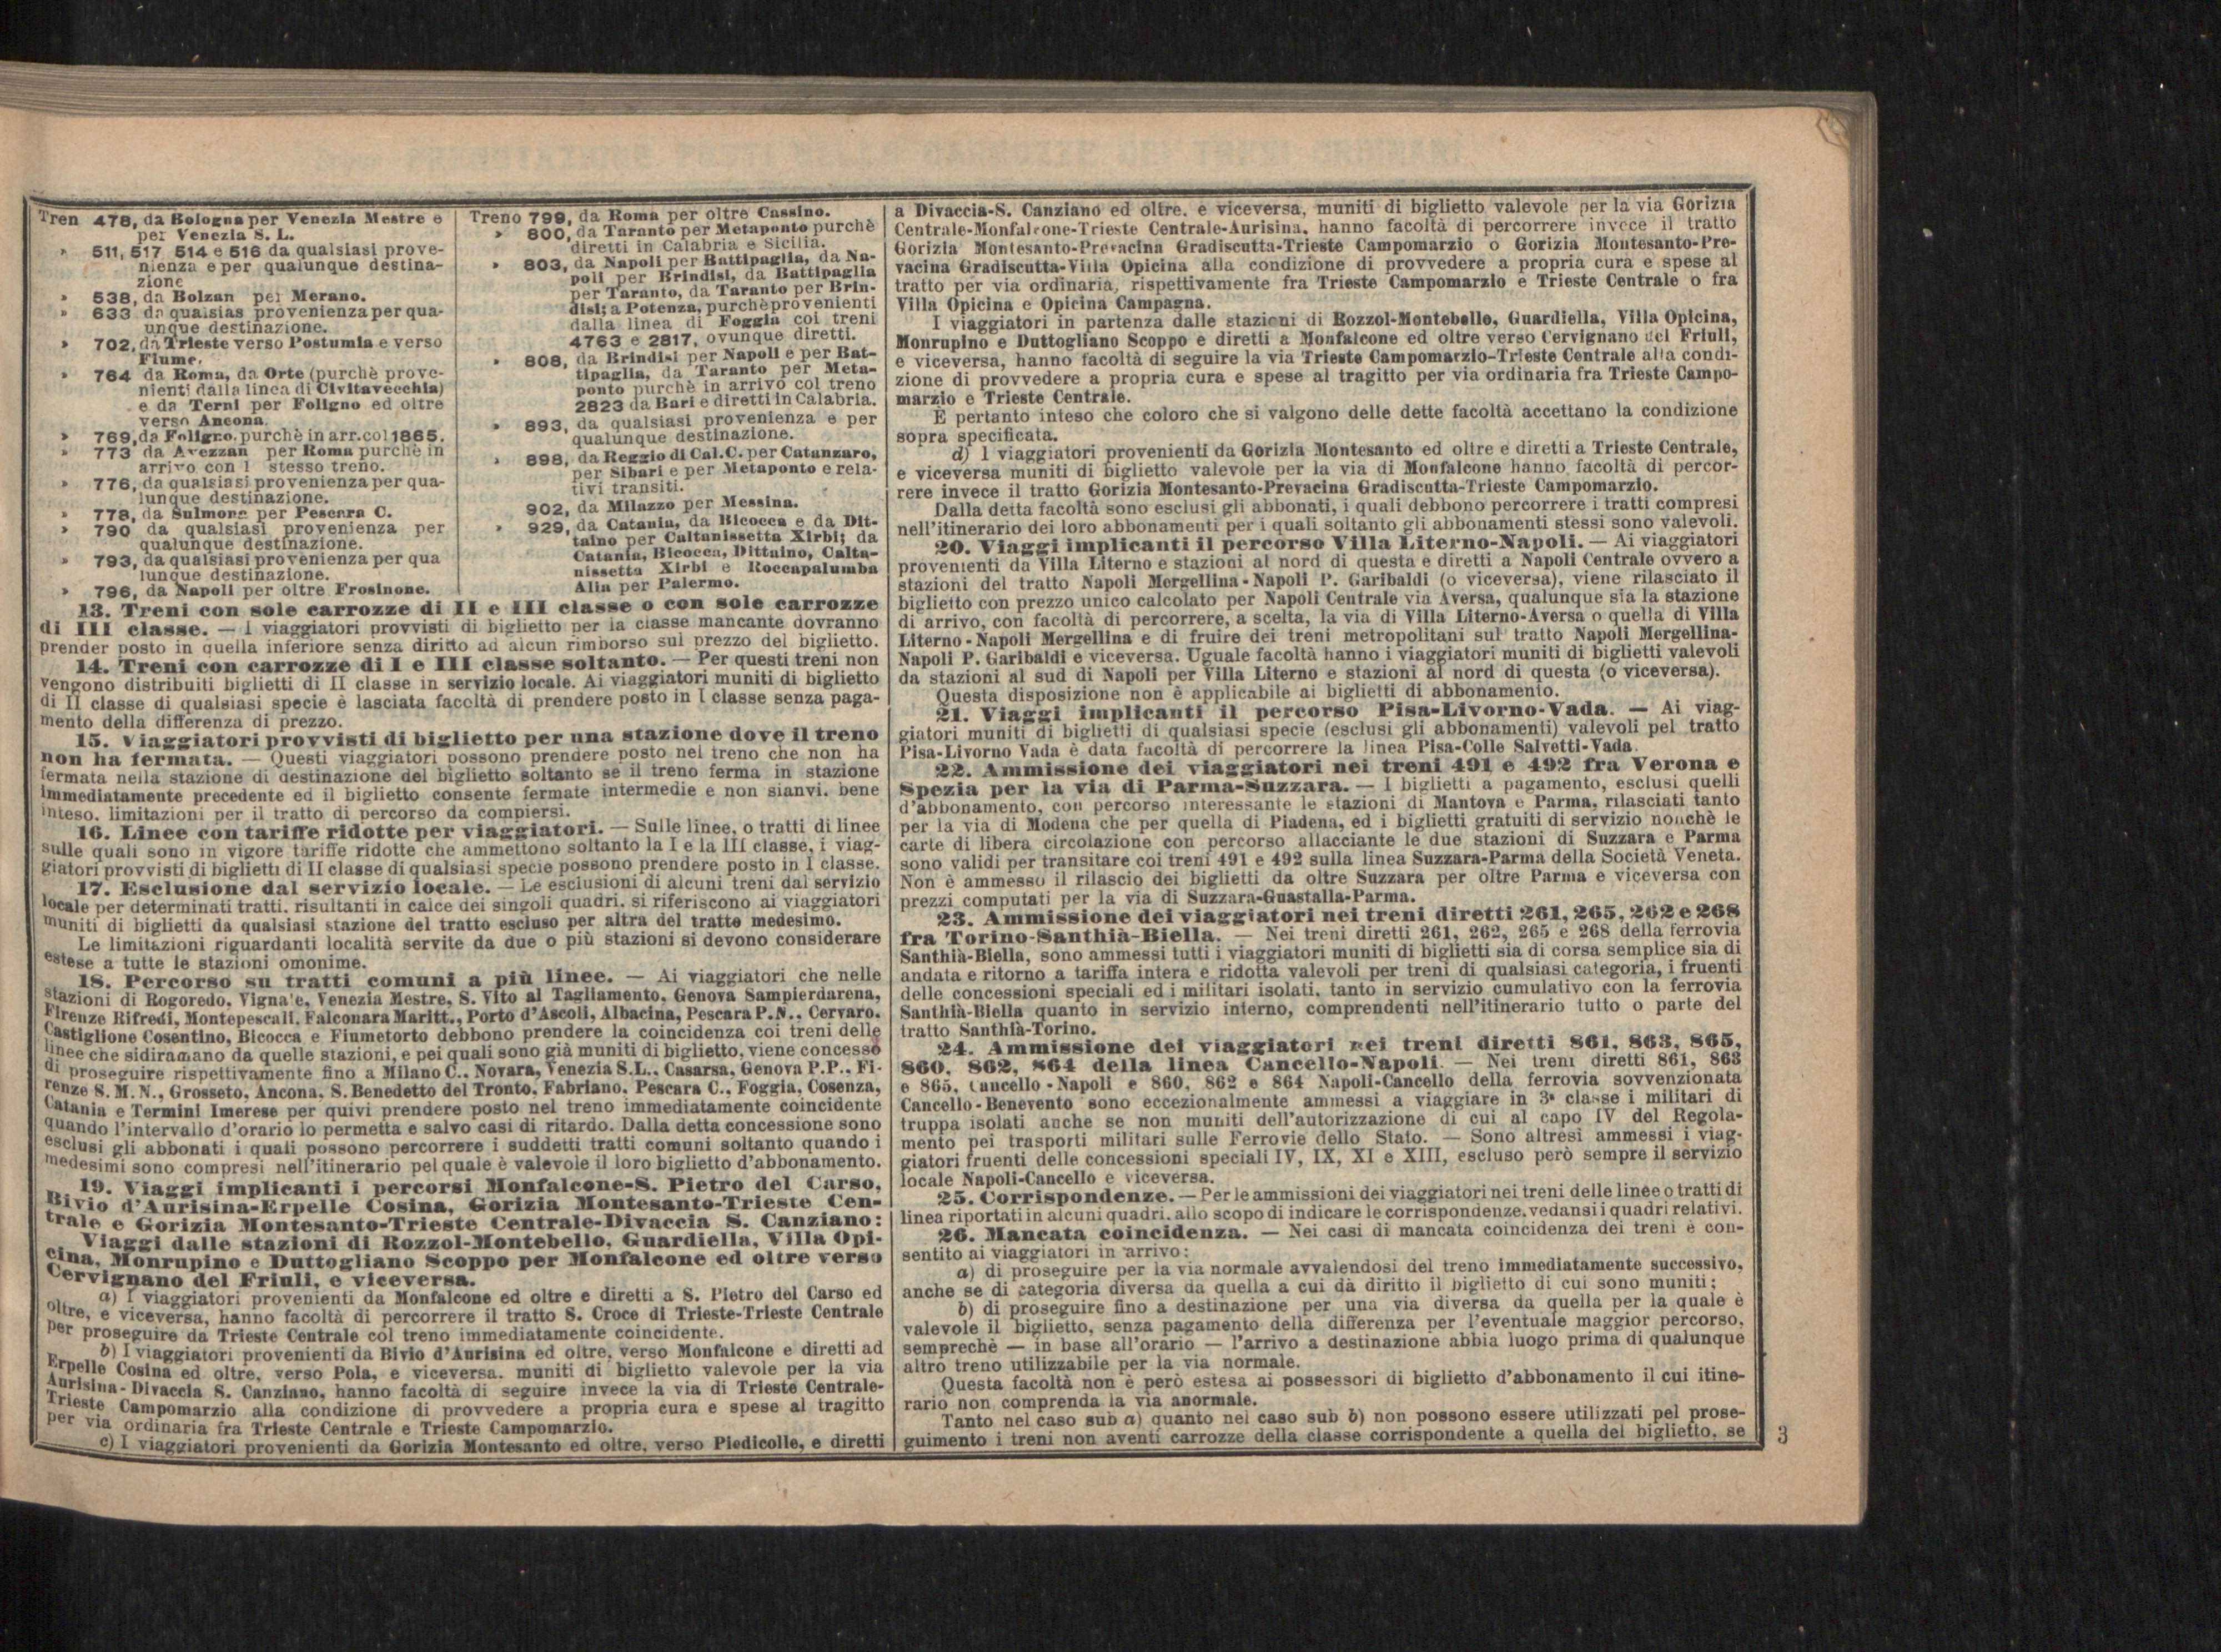 Tren 478, da Bologna per Venezia Mestre e
per Venezia S. L.
» 511, 517 514 e 516 da qualsiasi prove-
nienza e per qualunque destina-
zione
» 538, da Bolzan per Merano.
» 633 da qualsias provenienza per qua-
unque destinazione.
» 702, da Trieste verso Postumia e verso
Fiume.
» 764 da Roma, da Orte (purchè prove-
nienti dalla linea di Civitavecchia)
e da Terni per Foligno ed oltre
verso Ancona.
» 769, da Foligno, purchè in arr. col 1865.
» 773 da Avezzan per Roma purchè in
arrivo con l stesso treno.
» 776, da qualsiasi provenienza per qua-
lunque destinazione.
» 778, da Sulmona per Pescara C.
» 790 da qualsiasi provenienza per
qualunque destinazione.
» 793, da qualsiasi provenienza per qua
lunque destinazione.
» 796, da Napoli per oltre Frosinone.
Treno 799, da Roma per oltre Cassino.
» 800, da Taranto per Metaponto purchè
diretti in Calabria e Sicilia.
» 803, da Napoli per Battipaglia, da Na-
poli per Brindisi, da Battipaglia
per Taranto, da Taranto per Brin-
disi; a Potenza, purchè provenienti
dalla linea di Foggia coi treni
4763 e 2817, ovunque diretti.
» 808, da Brindisi per Napoli e per Bat-
tipaglia, da Taranto per Meta-
ponto purchè in arrivo col treno
2823 da Bari e diretti in Calabria.
» 893, da qualsiasi provenienza e per
qualunque destinazione.
» 898, da Reggio di Cal. C. per Catanzaro,
per Sibari e per Metaponto e rela-
tivi transiti.
902, da Milazzo per Messina.
» 929, da Catania, da Bicocca e da Dit-
taino per Caltanissetta Xirbi; da
Catania, Bicocca, Dittaino, Calta-
nissetta Xirbi e Roccapalumba
Alia per Palermo.
13. Treni con sole carrozze di II e III classe o con sole carrozze
di III classe. — I viaggiatori provvisti di biglietto per la classe mancante dovranno
prender posto in quella inferiore senza diritto ad alcun rimborso sul prezzo del biglietto.
14. Treni con carrozze di I e III classe soltanto. — Per questi treni non
vengono distribuiti biglietti di II classe in servizio locale. Ai viaggiatori muniti di biglietto
di II classe di qualsiasi specie è lasciata facoltà di prendere posto in I classe senza paga-
mento della differenza di prezzo.
15. Viaggiatori provvisti di biglietto per una stazione dove il treno
non ha fermata. — Questi viaggiatori possono prendere posto nel treno che non ha
fermata nella stazione di destinazione del biglietto soltanto se il treno ferma in stazione
immediatamente precedente ed il biglietto consente fermate intermedie e non sianvi, bene
inteso, limitazioni per il tratto di percorso da compiersi.
16. Linee con tariffe ridotte per viaggiatori. — Sulle linee, o tratti di linee
sulle quali sono in vigore tariffe ridotte che ammettono soltanto la I e la III classe, i viag-
giatori provvisti di biglietti di II classe di qualsiasi specie possono prendere posto in I classe.
17. Esclusione dal servizio locale. — Le esclusioni di alcuni treni dal servizio
locale per determinati tratti, risultanti in calce dei singoli quadri, si riferiscono ai viaggiatori
muniti di biglietti da qualsiasi stazione del tratto escluso per altra del tratto medesimo.
Le limitazioni riguardanti località servite da due o più stazioni si devono considerare
estese a tutte le stazioni omonime.
18. Percorso su tratti comuni a più linee. — Ai viaggiatori che nelle
stazioni di Rogoredo, Vignale, Venezia Mestre, S. Vito al Tagliamento, Genova Sampierdarena,
Firenze Rifredi, Montepescali, Falconara Maritt., Porto d'Ascoli, Albacina, Pescara P. N., Cervaro,
Castiglione Cosentino, Bicocca e Fiumetorto debbono prendere la coincidenza coi treni delle
linee che sidiramano da quelle stazioni, e pei quali sono già muniti di biglietto, viene concesso
di proseguire rispettivamente fino a Milano C., Novara, Venezia S.L., Casarsa, Genova P.P., Fi-
renze S. M. N., Grosseto, Ancona, S. Benedetto del Tronto, Fabriano, Pescara C., Foggia, Cosenza,
Catania e Termini Imerese per quivi prendere posto nel treno immediatamente coincidente
quando l'intervallo d'orario lo permetta e salvo casi di ritardo. Dalla detta concessione sono
esclusi gli abbonati i quali possono percorrere i suddetti tratti comuni soltanto quando i
medesimi sono compresi nell'itinerario pel quale è valevole il loro biglietto d'abbonamento.
19. Viaggi implicanti i percorsi Monfalcone-S. Pietro del Carso,
Bivio d'Aurisina-Erpelle Cosina, Gorizia Montesanto-Trieste Cen-
trale e Gorizia Montesanto-Trieste Centrale-Divaccia S. Canziano:
Viaggi dalle stazioni di Rozzol-Montebello, Guardiella, Villa Opi-
cina, Monrupino e Duttogliano Scoppo per Monfalcone ed oltre verso
Cervignano del Friuli, e viceversa.
a) I viaggiatori provenienti da Monfalcone ed oltre e diretti a S. Pietro del Carso ed
oltre, e viceversa, hanno facoltà di percorrere il tratto S. Croce di Trieste-Trieste Centrale
per proseguire da Trieste Centrale col treno immediatamente coincidente.
b) I viaggiatori provenienti da Bivio d'Aurisina ed oltre, verso Monfalcone e diretti ad
Erpelle Cosina ed oltre, verso Pola, e viceversa, muniti di biglietto valevole per la via
Aurisina-Divaccia S. Canziano, hanno facoltà di seguire invece la via di Trieste Centrale-
Trieste Campomarzio alla condizione di provvedere a propria cura e spese al tragitto
per via ordinaria fra Trieste Centrale e Trieste Campomarzio.
c) I viaggiatori provenienti da Gorizia Montesanto ed oltre, verso Piedicolle, e diretti
a Divaccia-S. Canziano ed oltre, e viceversa, muniti di biglietto valevole per la via Gorizia
Centrale-Monfalcone-Trieste Centrale-Aurisina, hanno facoltà di percorrere invece il tratto
Gorizia Montesanto-Prevacina Gradiscutta-Trieste Campomarzio o Gorizia Montesanto-Pre-
vacina Gradiscutta-Villa Opicina alla condizione di provvedere a propria cura e spese al
tratto per via ordinaria, rispettivamente fra Trieste Campomarzio e Trieste Centrale o fra
Villa Opicina e Opicina Campagna.
I viaggiatori in partenza dalle stazioni di Rozzol-Montebello, Guardiella, Villa Opicina,
Monrupino e Duttogliano Scoppo e diretti a Monfalcone ed oltre verso Cervignano del Friuli,
e viceversa, hanno facoltà di seguire la via Trieste Campomarzio-Trieste Centrale alla condi-
zione di provvedere a propria cura e spese al tragitto per via ordinaria fra Trieste Campo-
marzio e Trieste Centrale.
E pertanto inteso che coloro che si valgono delle dette facoltà accettano la condizione
sopra specificata.
d) I viaggiatori provenienti da Gorizia Montesanto ed oltre e diretti a Trieste Centrale,
e viceversa muniti di biglietto valevole per la via di Monfalcone hanno facoltà di percor-
rere invece il tratto Gorizia Montesanto-Prevacina Gradiscutta-Trieste Campomarzio.
Dalla detta facoltà sono esclusi gli abbonati, i quali debbono percorrere i tratti compresi
nell'itinerario dei loro abbonamenti per i quali soltanto gli abbonamenti stessi sono valevoli.
20. Viaggi implicanti il percorso Villa Literno-Napoli. — Ai viaggiatori
provenienti da Villa Literno e stazioni al nord di questa e diretti a Napoli Centrale ovvero a
stazioni del tratto Napoli Mergellina-Napoli P. Garibaldi (o viceversa), viene rilasciato il
biglietto con prezzo unico calcolato per Napoli Centrale via Aversa, qualunque sia la stazione
di arrivo, con facoltà di percorrere, a scelta, la via di Villa Literno-Aversa o quella di Villa
Literno-Napoli Mergellina e di fruire dei treni metropolitani sul tratto Napoli Mergellina-
Napoli P. Garibaldi e viceversa. Uguale facoltà hanno i viaggiatori muniti di biglietti valevoli
da stazioni al sud di Napoli per Villa Literno e stazioni al nord di questa (o viceversa).
Questa disposizione non è applicabile ai biglietti di abbonamento.
21. Viaggi implicanti il percorso Pisa-Livorno-Vada. — Ai viag-
giatori muniti di biglietti di qualsiasi specie (esclusi gli abbonamenti) valevoli pel tratto
Pisa-Livorno Vada è data facoltà di percorrere la linea Pisa-Colle Salvetti-Vada.
22. Ammissione dei viaggiatori nei treni 491 e 492 fra Verona e
Spezia per la via di Parma-Suzzara. — I biglietti a pagamento, esclusi quelli
d'abbonamento, con percorso interessante le stazioni di Mantova e Parma, rilasciati tanto
per la via di Modena che per quella di Piadena, ed i biglietti gratuiti di servizio nonchè le
carte di libera circolazione con percorso allacciante le due stazioni di Suzzara e Parma
sono validi per transitare coi treni 491 e 492 sulla linea Suzzara-Parma della Società Veneta.
Non è ammesso il rilascio dei biglietti da oltre Suzzara per oltre Parma e viceversa con
prezzi computati per la via di Suzzara-Guastalla-Parma.
23. Ammissione dei viaggiatori nei treni diretti 261, 265, 262 e 268
fra Torino-Santhià-Biella. — Nei treni diretti 261, 262, 265 e 268 della ferrovia
Santhià-Biella, sono ammessi tutti i viaggiatori muniti di biglietti sia di corsa semplice sia di
andata e ritorno a tariffa intera e ridotta valevoli per treni di qualsiasi categoria, i fruenti
delle concessioni speciali ed i militari isolati, tanto in servizio cumulativo con la ferrovia
Santhià-Biella quanto in servizio interno, comprendenti nell'itinerario tutto o parte del
tratto Santhià-Torino.
24. Ammissione dei viaggiatori nei treni diretti 861, 863, 865,
860, 862, 864 della linea Cancello-Napoli. — Nei treni diretti 861, 863
e 865, Cancello-Napoli e 860, 862 e 864 Napoli-Cancello della ferrovia sovvenzionata
Cancello-Benevento sono eccezionalmente ammessi a viaggiare in 3ª classe i militari di
truppa isolati anche se non muniti dell'autorizzazione di cui al capo IV del Regola-
mento pei trasporti militari sulle Ferrovie dello Stato. — Sono altresì ammessi i viag-
giatori fruenti delle concessioni speciali IV, IX, XI e XIII, escluso però sempre il servizio
locale Napoli-Cancello e viceversa.
25. Corrispondenze. — Per le ammissioni dei viaggiatori nei treni delle linee o tratti di
linea riportati in alcuni quadri, allo scopo di indicare le corrispondenze, vedansi i quadri relativi.
26. Mancata coincidenza. — Nei casi di mancata coincidenza dei treni è con-
sentito ai viaggiatori in arrivo:
a) di proseguire per la via normale avvalendosi del treno immediatamente successivo,
anche se di categoria diversa da quella a cui dà diritto il biglietto di cui sono muniti;
b) di proseguire fino a destinazione per una via diversa da quella per la quale è
valevole il biglietto, senza pagamento della differenza per l'eventuale maggior percorso,
sempreché — in base all'orario — l'arrivo a destinazione abbia luogo prima di qualunque
altro treno utilizzabile per la via normale.
Questa facoltà non è però estesa ai possessori di biglietto d'abbonamento il cui itine-
rario non comprenda la via anormale.
Tanto nel caso sub a) quanto nel caso sub b) non possono essere utilizzati pel prose-
guimento i treni non aventi carrozze della classe corrispondente a quella del biglietto, se
3